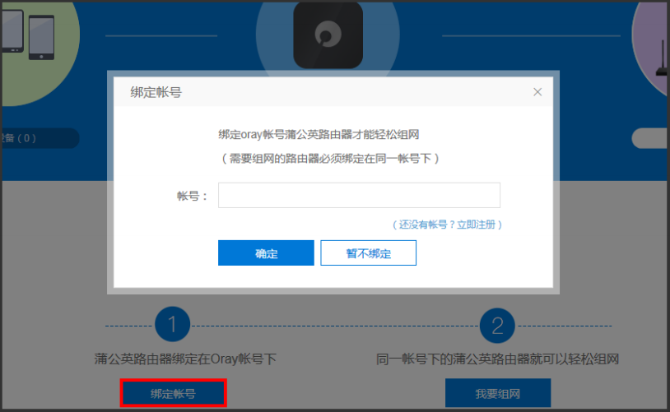 绑定帐号
绑定oray帐号蒲公英路由器才能轻松组网
（需要组网的路由器必须绑定在同一帐号下）
帐号：
（还没有帐号？立即注册）
确定
暂不绑定
设备（0）
1
2
蒲公英路由器绑定在Oray帐号下
同一帐号下的蒲公英路由器就可以轻松组网
绑定帐号
我要组网